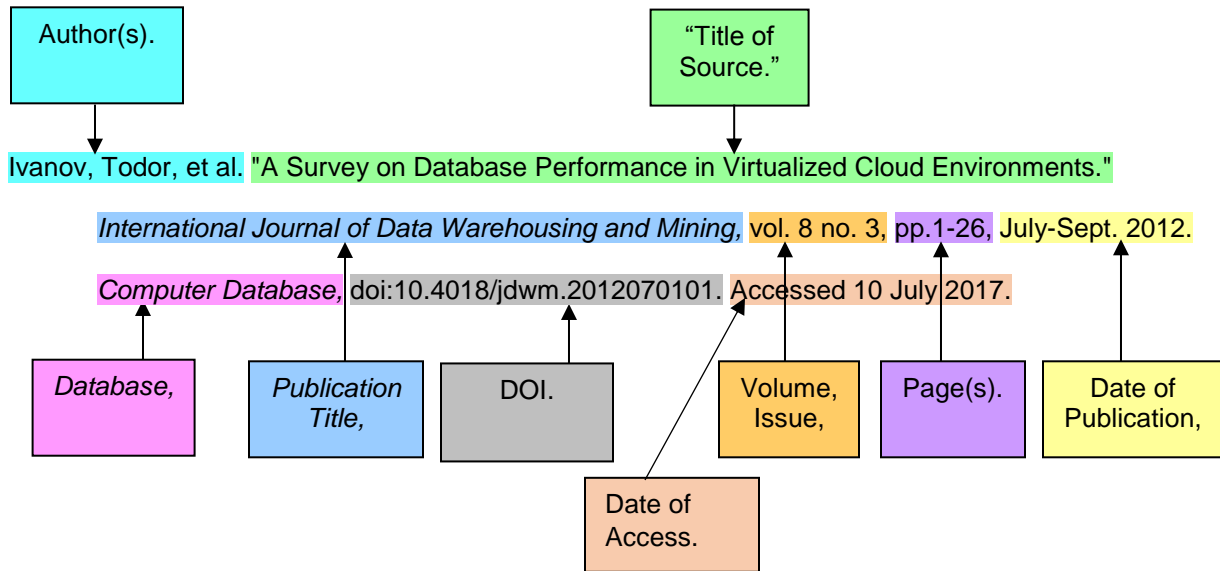 Author(s).
“Title of
Source.”
Ivanov, Todor, et al. "A Survey on Database Performance in Virtualized Cloud Environments."
International Journal of Data Warehousing and Mining, vol. 8 no. 3, pp.1-26, July-Sept. 2012.
Computer Database, doi:10.4018/jdwm.2012070101. Accessed 10 July 2017.
Database,
Publication
Title,
DOI.
Volume,
Issue,
Page(s).
Date of
Publication,
Date of
Access.